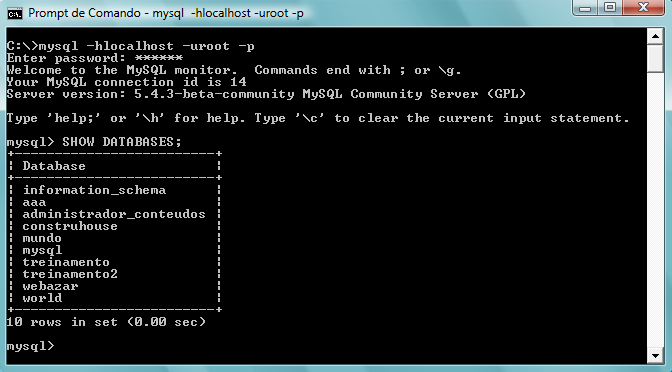 Prompt de Comando - mysql -hlocalhost -uroot -p
C:\>mysql -hlocalhost -uroot -p
Enter password: ******
Welcome to the MySQL monitor.  Commands end with ; or \g.
Your MySQL connection id is 14
Server version: 5.4.3-beta-community MySQL Community Server (GPL)
Type 'help;' or '\h' for help. Type '\c' to clear the current input statement.
mysql> SHOW DATABASES;
+--------------------------+
| Database                 |
+--------------------------+
| information_schema       |
| aaa                      |
| administrador_conteudos  |
| construhouse             |
| mundo                    |
| mysql                    |
| treinamento              |
| treinamento2             |
| webazar                  |
| world                    |
+--------------------------+
10 rows in set (0.00 sec)
mysql>